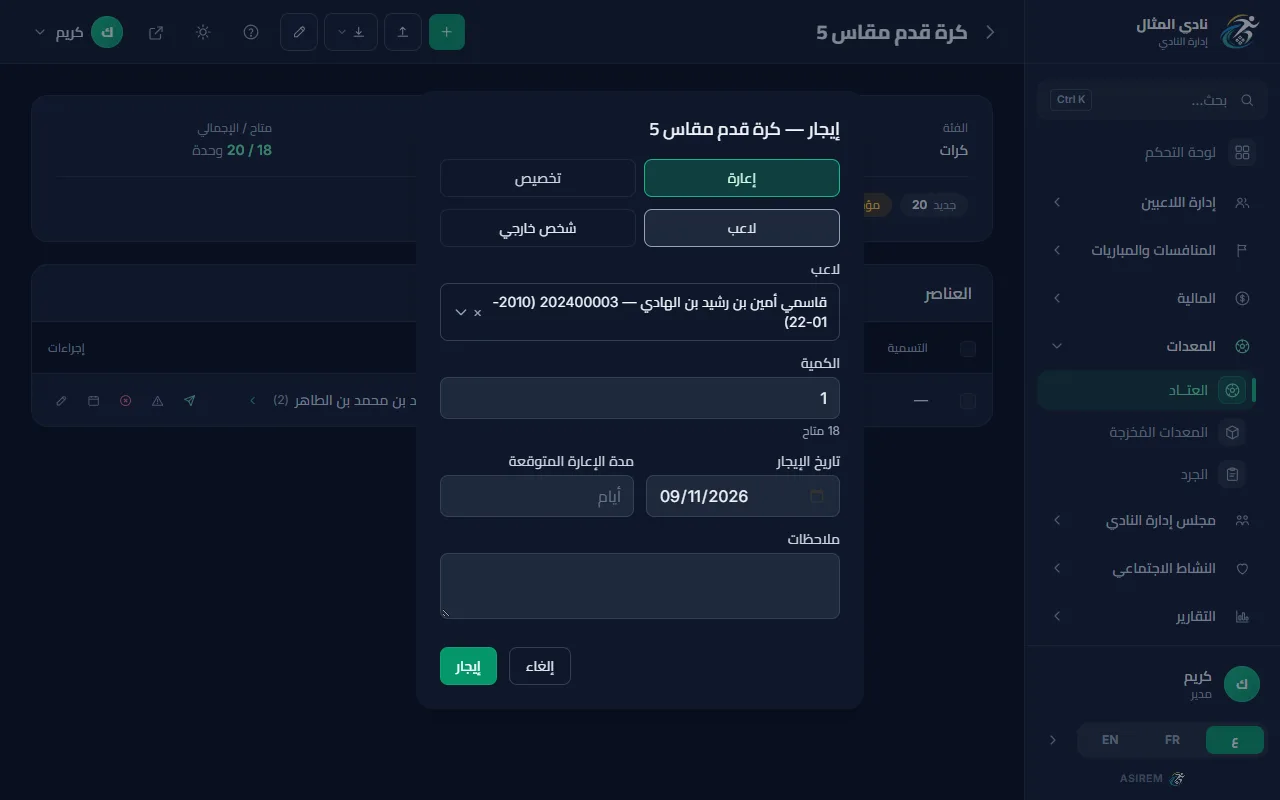 نادي المثال
إدارة النادي
بحث...
Ctrl K
لوحة التحكم
إدارة اللاعبين
المنافسات والمباريات
المالية
المعدات
العتــاد
المعدات المُخرَجة
الجرد
مجلس إدارة النادي
النشاط الاجتماعي
التقارير
كريم
مدير
ك
ع
FR
EN
ASIREM
كرة قدم مقاس 5
ك
كريم
الفئة
كرات
متاح / الإجمالي
18 / 20 وحدة
جديد 20
العناصر
التسمية
إجراءات
—
د بن محمد بن الطاهر (2)
إيجار — كرة قدم مقاس 5
إعارة
تخصيص
لاعب
شخص خارجي
لاعب
قاسمي أمين بن رشيد بن الهادي — 202400003 (2010-
01-22)
الكمية
1
18 متاح
تاريخ الإيجار
مدة الإعارة المتوقعة
09/11/2026
أيام
ملاحظات
إلغاء
إيجار